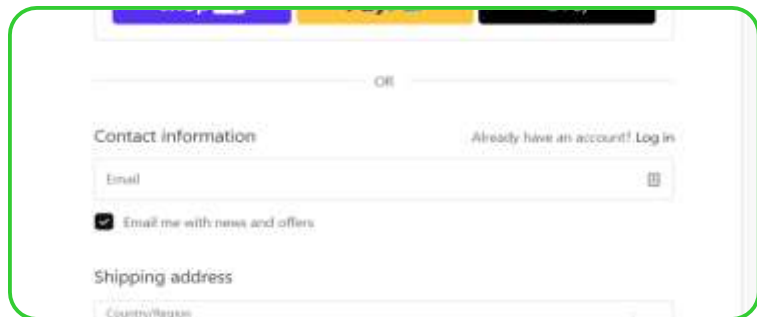 OR
Contact information
Already have an account? Log in
Email
Email me with news and offers
Shipping address
Country/Region